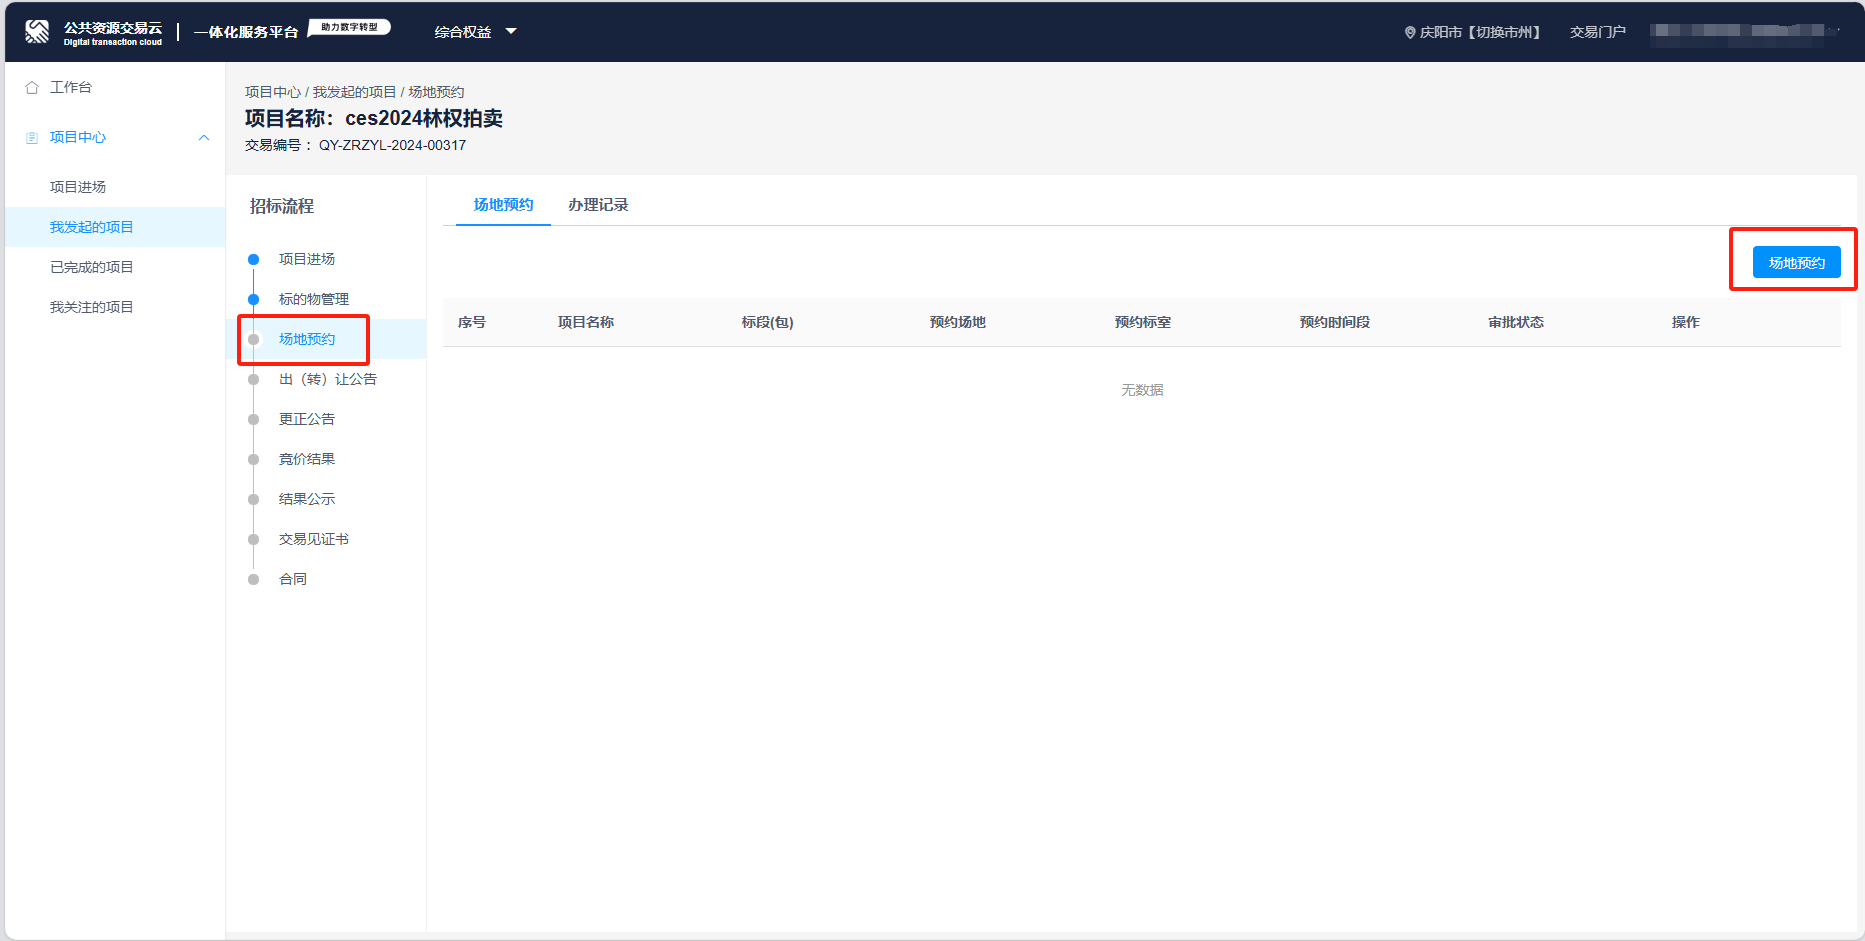 公共资源交易云
Digital transaction cloud
一体化服务平台
助力数字转型
综合权益
庆阳市【切换市州】
交易门户
工作台
项目中心
项目进场
我发起的项目
已完成的项目
我关注的项目
项目中心 / 我发起的项目 / 场地预约
项目名称：ces2024林权拍卖
交易编号：QY-ZRZYL-2024-00317
招标流程
项目进场
标的物管理
场地预约
出（转）让公告
更正公告
竞价结果
结果公示
交易见证书
合同
场地预约 办理记录
场地预约
序号 项目名称 标段(包) 预约场地 预约标室 预约时间段 审批状态 操作
无数据